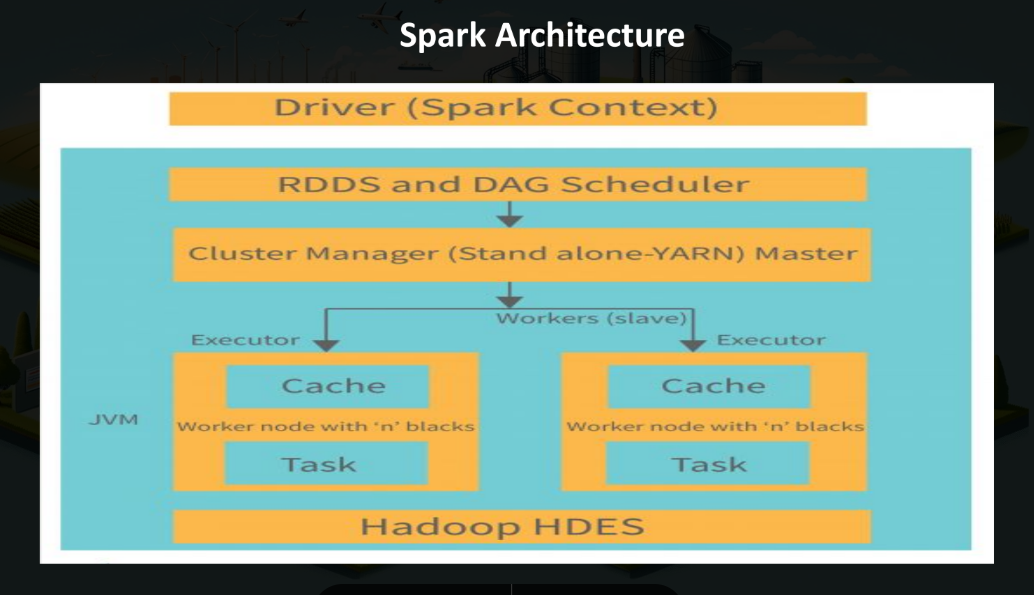 Spark Architecture
Driver (Spark Context)
RDDS and DAG Scheduler
Cluster Manager (Stand alone-YARN) Master
Workers (slave)
Executor
Executor
Cache
Cache
JVM
Worker node with ‘n’ blacks
Worker node with ‘n’ blacks
Task
Task
Hadoop HDES